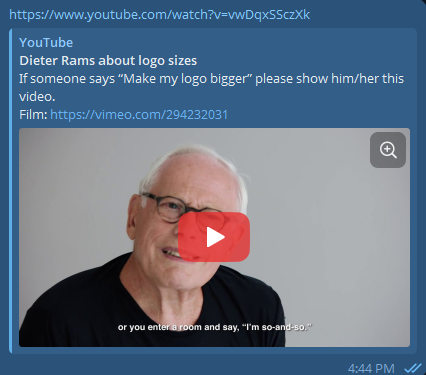 https://www.youtube.com/watch?v=vwDqxSSczXk
YouTube
Dieter Rams about logo sizes
If someone says “Make my logo bigger” please show him/her this
video.
Film: https://vimeo.com/294232031
or you enter a room and say, “I’m so-and-so.”
4:44 PM